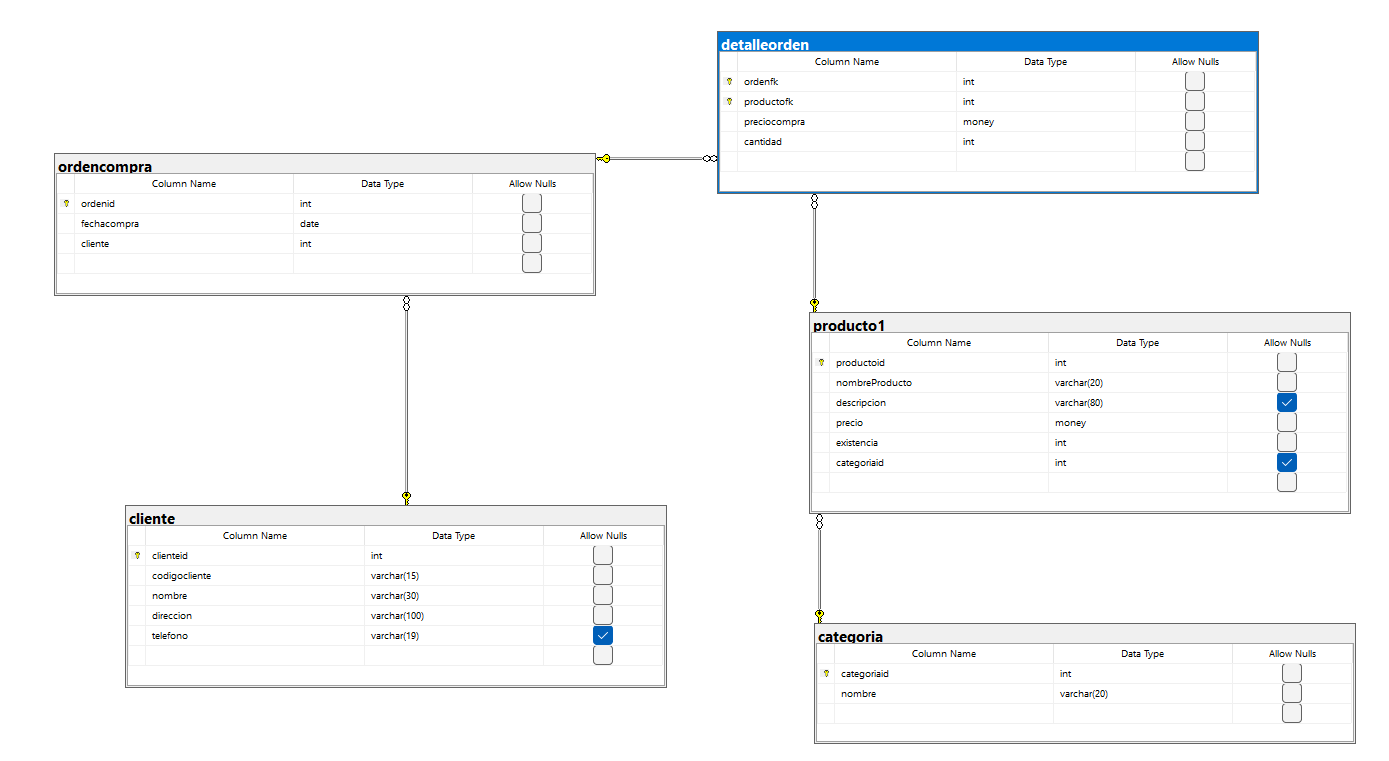 detalleorden
Column Name Data Type Allow Nulls
ordenfk int
productofk int
preciocompra money
cantidad int
ordencompra
Column Name Data Type Allow Nulls
ordenid int
fechacompra date
cliente int
producto1
Column Name Data Type Allow Nulls
productoid int
nombreProducto varchar(20)
descripcion varchar(80)
precio money
existencia int
categoriaid int
cliente
Column Name Data Type Allow Nulls
clienteid int
codigocliente varchar(15)
nombre varchar(30)
direccion varchar(100)
telefono varchar(19)
categoria
Column Name Data Type Allow Nulls
categoriaid int
nombre varchar(20)